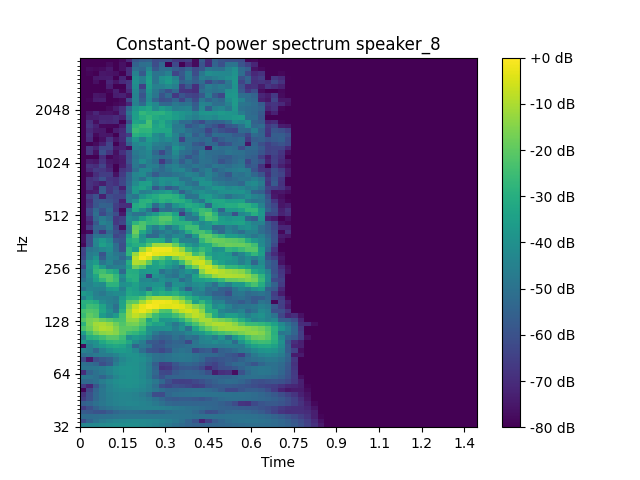 Constant-Q power spectrum speaker_8
Hz
2048
1024
512
256
128
64
32
0 0.15 0.3 0.45 0.6 0.75 0.9 1.1 1.2 1.4
Time
+0 dB
-10 dB
-20 dB
-30 dB
-40 dB
-50 dB
-60 dB
-70 dB
-80 dB